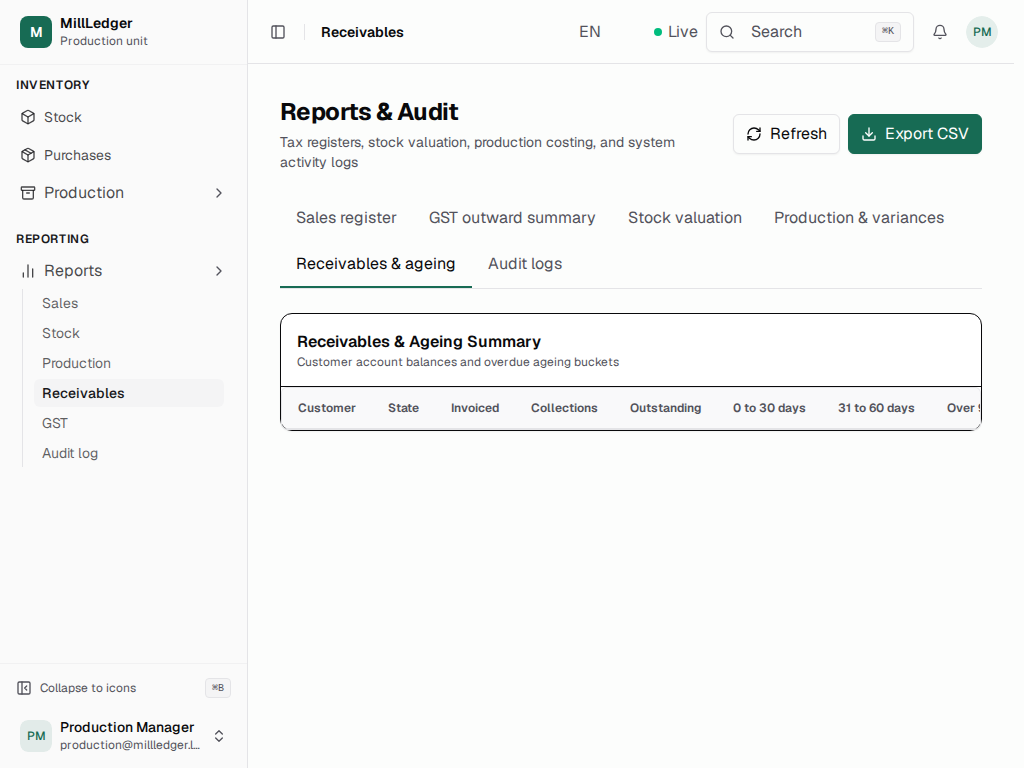 M
MillLedger
Production unit
INVENTORY
Stock
Purchases
Production
REPORTING
Reports
Sales
Stock
Production
Receivables
GST
Audit log
Collapse to icons
⌘B
PM
Production Manager
production@millledger.l...
Receivables
EN
Live
Search
⌘K
PM
Reports & Audit
Tax registers, stock valuation, production costing, and system
activity logs
Refresh
Export CSV
Sales register
GST outward summary
Stock valuation
Production & variances
Receivables & ageing
Audit logs
Receivables & Ageing Summary
Customer account balances and overdue ageing buckets
Customer State Invoiced Collections Outstanding 0 to 30 days 31 to 60 days Over